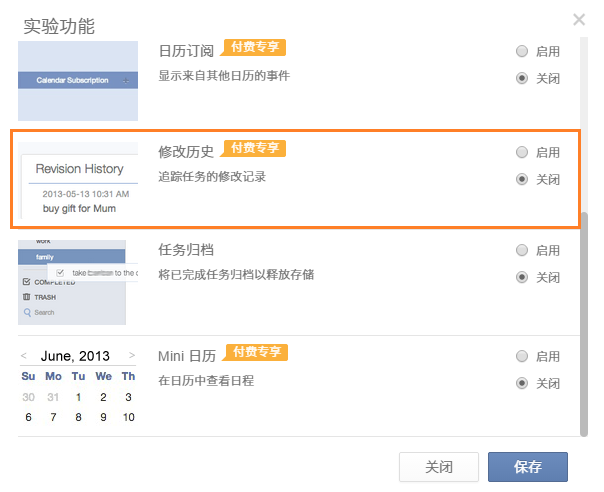 实验功能
Calendar Subscription
日历订阅 付费专享
显示来自其他日历的事件
启用
关闭
Revision History
2013-05-13 10:31 AM
buy gift for Mum
修改历史 付费专享
追踪任务的修改记录
启用
关闭
work
family
take to the c
COMPLETED
TRASH
Search
任务归档
将已完成任务归档以释放存储
启用
关闭
< June, 2013 >
Su Mo Tu We Th
30 31 1 2 3
6 7 8 9 10
Mini 日历 付费专享
在日历中查看日程
启用
关闭
关闭 保存